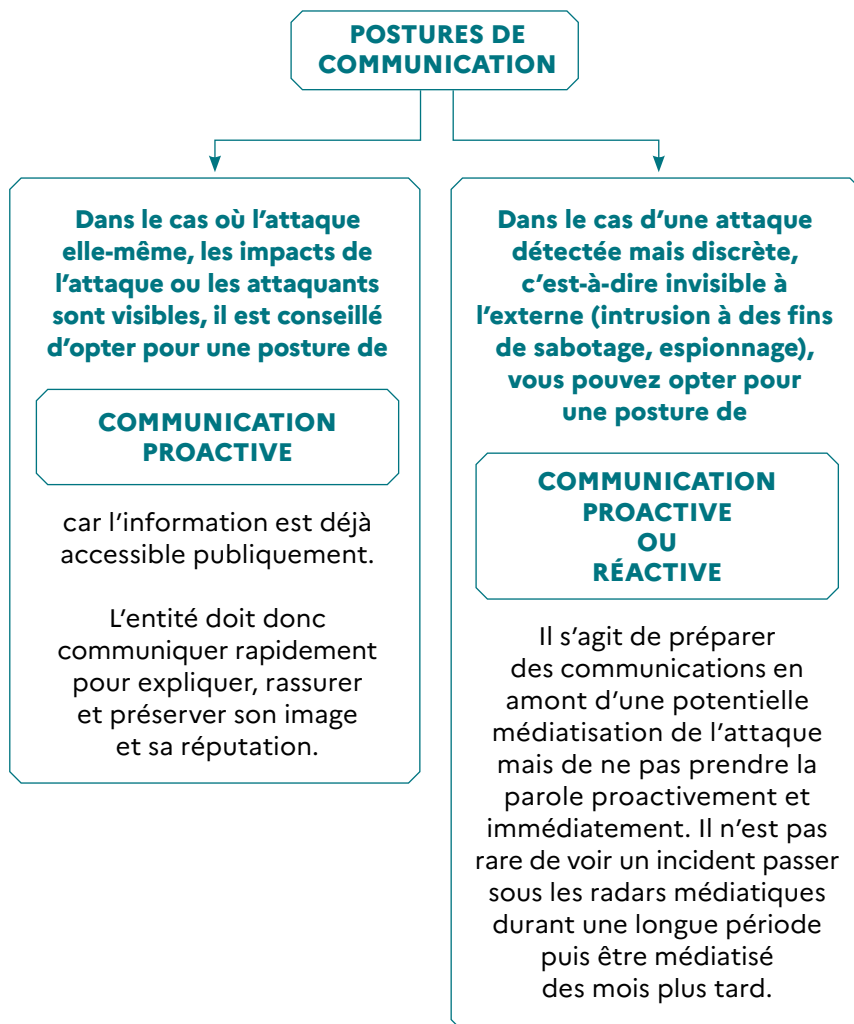 POSTURES DE
COMMUNICATION
Dans le cas où l’attaque
elle-même, les impacts de
l’attaque ou les attaquants
sont visibles, il est conseillé
d’opter pour une posture de
COMMUNICATION
PROACTIVE
car l’information est déjà
accessible publiquement.
L’entité doit donc
communiquer rapidement
pour expliquer, rassurer
et préserver son image
et sa réputation.
Dans le cas d’une attaque
détectée mais discrète,
c’est-à-dire invisible à
l’externe (intrusion à des fins
de sabotage, espionnage),
vous pouvez opter pour
une posture de
COMMUNICATION
PROACTIVE
OU
RÉACTIVE
Il s’agit de préparer
des communications en
amont d’une potentielle
médiatisation de l’attaque
mais de ne pas prendre la
parole proactivement et
immédiatement. Il n’est pas
rare de voir un incident passer
sous les radars médiatiques
durant une longue période
puis être médiatisé
des mois plus tard.